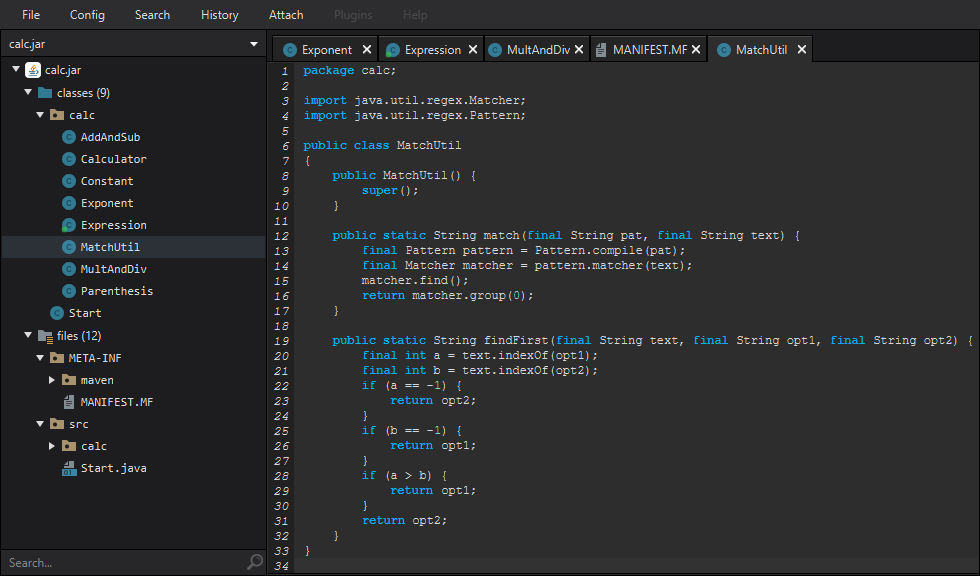 File Config Search History Attach Plugins Help
calc.jar
calc.jar
classes (9)
calc
AddAndSub
Calculator
Constant
Exponent
Expression
MatchUtil
MultAndDiv
Parenthesis
Start
files (12)
META-INF
maven
MANIFEST.MF
src
calc
Start.java
Search...
Exponent Expression MultAndDiv MANIFEST.MF MatchUtil
1 package calc;
2
3 import java.util.regex.Matcher;
4 import java.util.regex.Pattern;
5
6 public class MatchUtil
7 {
8 public MatchUtil() {
9 super();
10 }
11
12 public static String match(final String pat, final String text) {
13 final Pattern pattern = Pattern.compile(pat);
14 final Matcher matcher = pattern.matcher(text);
15 matcher.find();
16 return matcher.group(0);
17 }
18
19 public static String findFirst(final String text, final String opt1, final String opt2) {
20 final int a = text.indexOf(opt1);
21 final int b = text.indexOf(opt2);
22 if (a == -1) {
23 return opt2;
24 }
25 if (b == -1) {
26 return opt1;
27 }
28 if (a > b) {
29 return opt1;
30 }
31 return opt2;
32 }
33 }
34